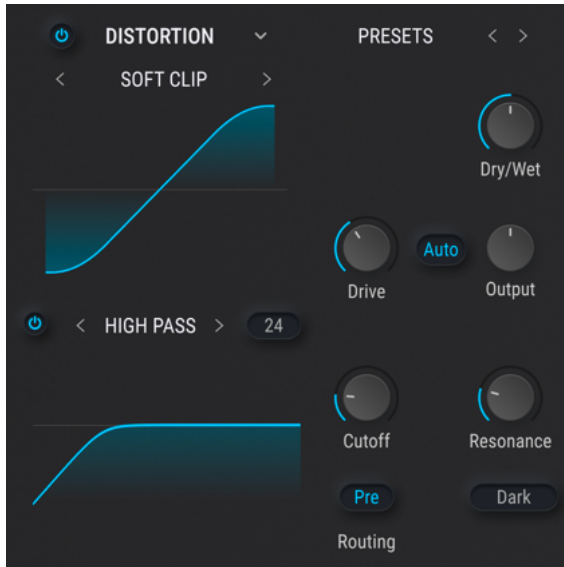 DISTORTION
PRESETS
SOFT CLIP
Dry/Wet
Drive
Auto
Output
HIGH PASS
24
Cutoff
Resonance
Pre
Dark
Routing